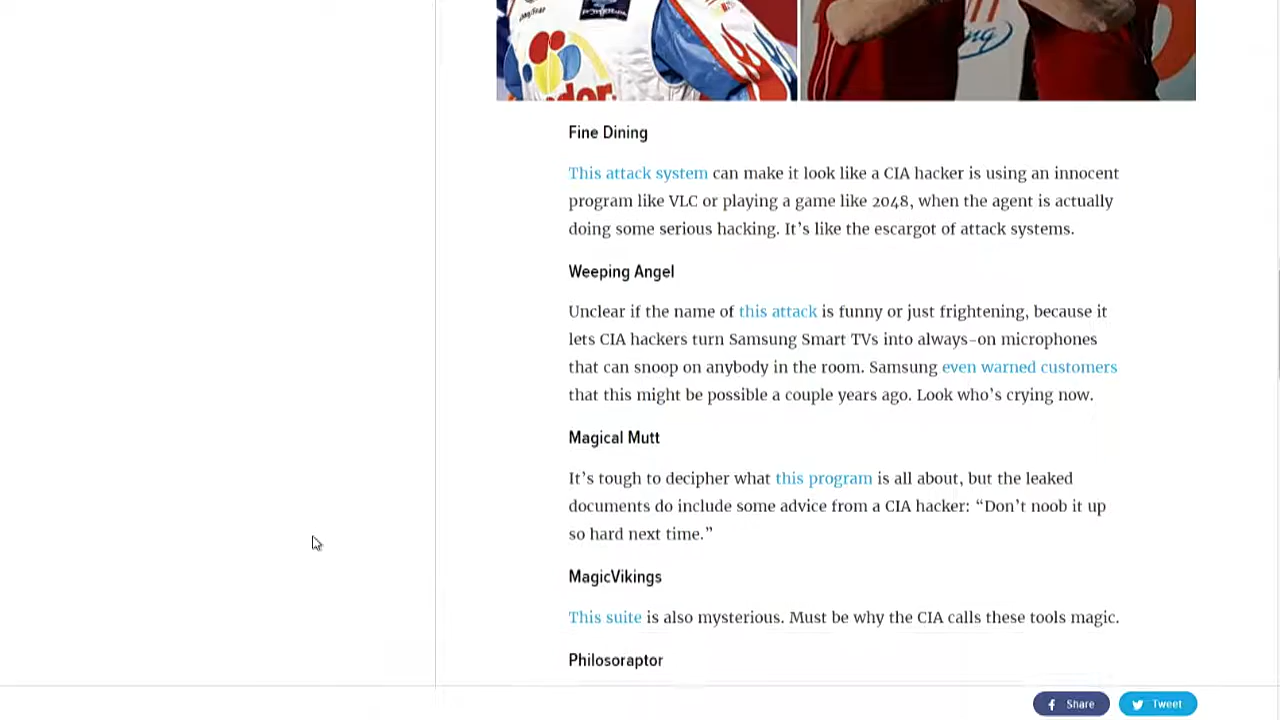 Fine Dining
This attack system can make it look like a CIA hacker is using an innocent
program like VLC or playing a game like 2048, when the agent is actually
doing some serious hacking. It’s like the escargot of attack systems.
Weeping Angel
Unclear if the name of this attack is funny or just frightening, because it
lets CIA hackers turn Samsung Smart TVs into always-on microphones
that can snoop on anybody in the room. Samsung even warned customers
that this might be possible a couple years ago. Look who’s crying now.
Magical Mutt
It’s tough to decipher what this program is all about, but the leaked
documents do include some advice from a CIA hacker: “Don’t noob it up
so hard next time.”
MagicVikings
This suite is also mysterious. Must be why the CIA calls these tools magic.
Philosoraptor
Share
Tweet